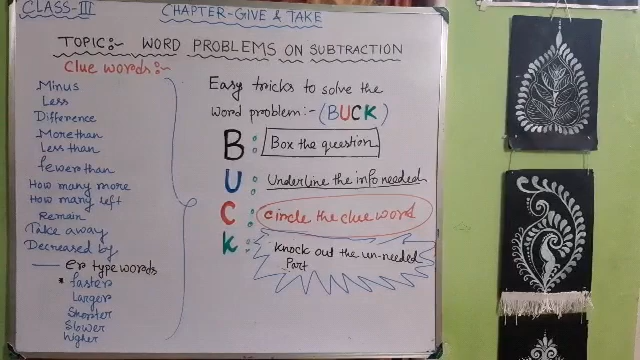 CLASS-III
CHAPTER-GIVE & TAKE
TOPIC:- WORD PROBLEMS ON SUBTRACTION
Clue words:-
Minus
Less
Difference
More than
Less than
fewer than
How many more
How many left
Remain
Take away
Decreased by
— Er type words
* faster
Larger
Shorter
Slower
Higher
Easy tricks to solve the
word problem:- (BUCK)
B : Box the question
U : Underline the info needed
C : Circle the clue word
K : Knock out the un-needed
Part